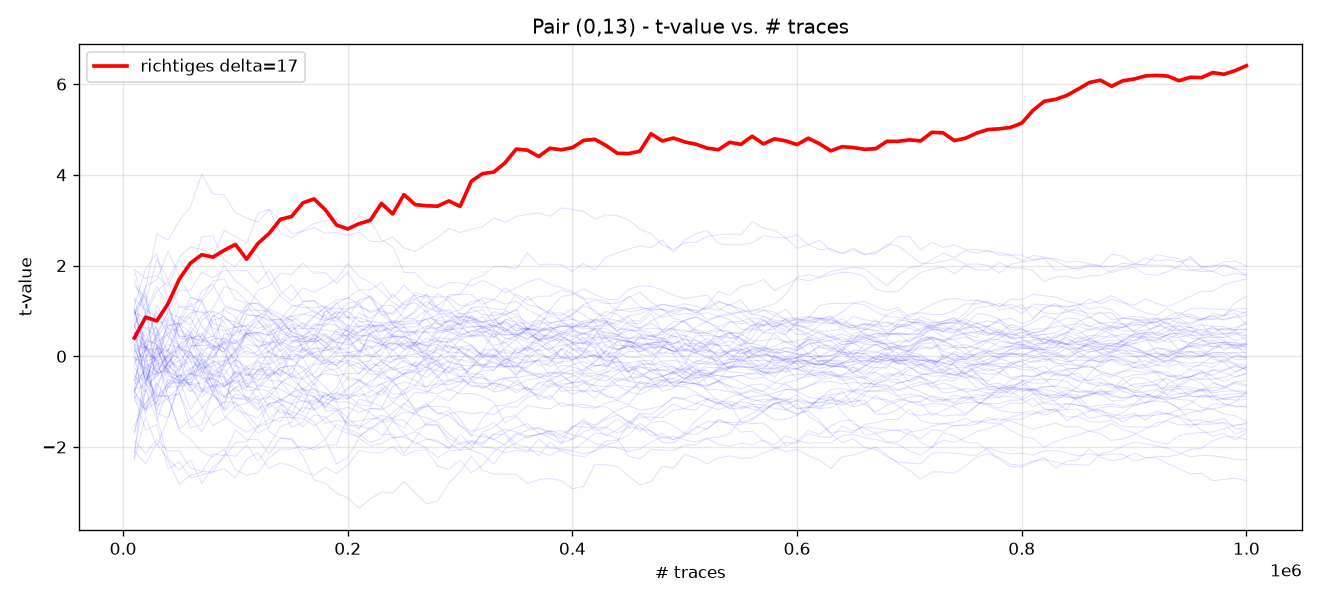 Pair (0,13) - t-value vs. # traces
richtiges delta=17
t-value
6
4
2
0
−2
0.0
0.2
0.4
0.6
0.8
1.0
1e6
# traces